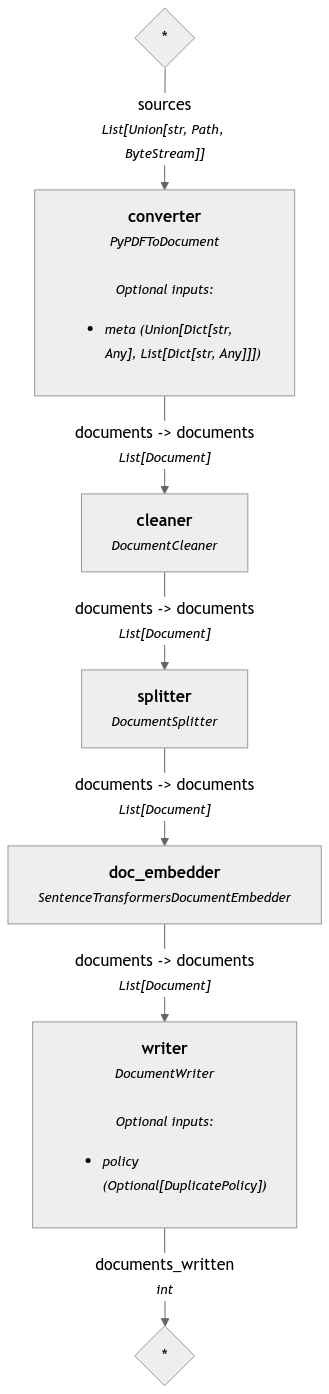 *
sources
List[Union[str, Path,
ByteStream]]
converter
PyPDFToDocument
Optional inputs:
• meta (Union[Dict[str,
Any], List[Dict[str, Any]]])
documents -> documents
List[Document]
cleaner
DocumentCleaner
documents -> documents
List[Document]
splitter
DocumentSplitter
documents -> documents
List[Document]
doc_embedder
SentenceTransformersDocumentEmbedder
documents -> documents
List[Document]
writer
DocumentWriter
Optional inputs:
• policy
(Optional[DuplicatePolicy])
documents_written
int
*